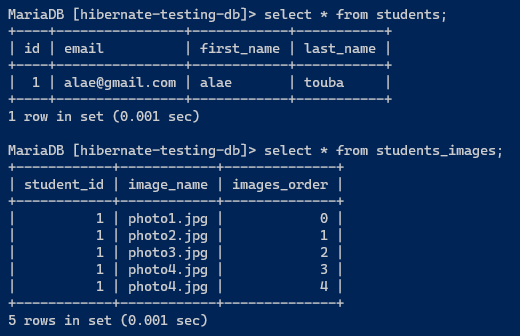 MariaDB [hibernate-testing-db]> select * from students;
+----+----------------+------------+-----------+
| id | email          | first_name | last_name |
+----+----------------+------------+-----------+
|  1 | alae@gmail.com | alae       | touba     |
+----+----------------+------------+-----------+
1 row in set (0.001 sec)

MariaDB [hibernate-testing-db]> select * from students_images;
+------------+------------+--------------+
| student_id | image_name | images_order |
+------------+------------+--------------+
|          1 | photo1.jpg |            0 |
|          1 | photo2.jpg |            1 |
|          1 | photo3.jpg |            2 |
|          1 | photo4.jpg |            3 |
|          1 | photo4.jpg |            4 |
+------------+------------+--------------+
5 rows in set (0.001 sec)